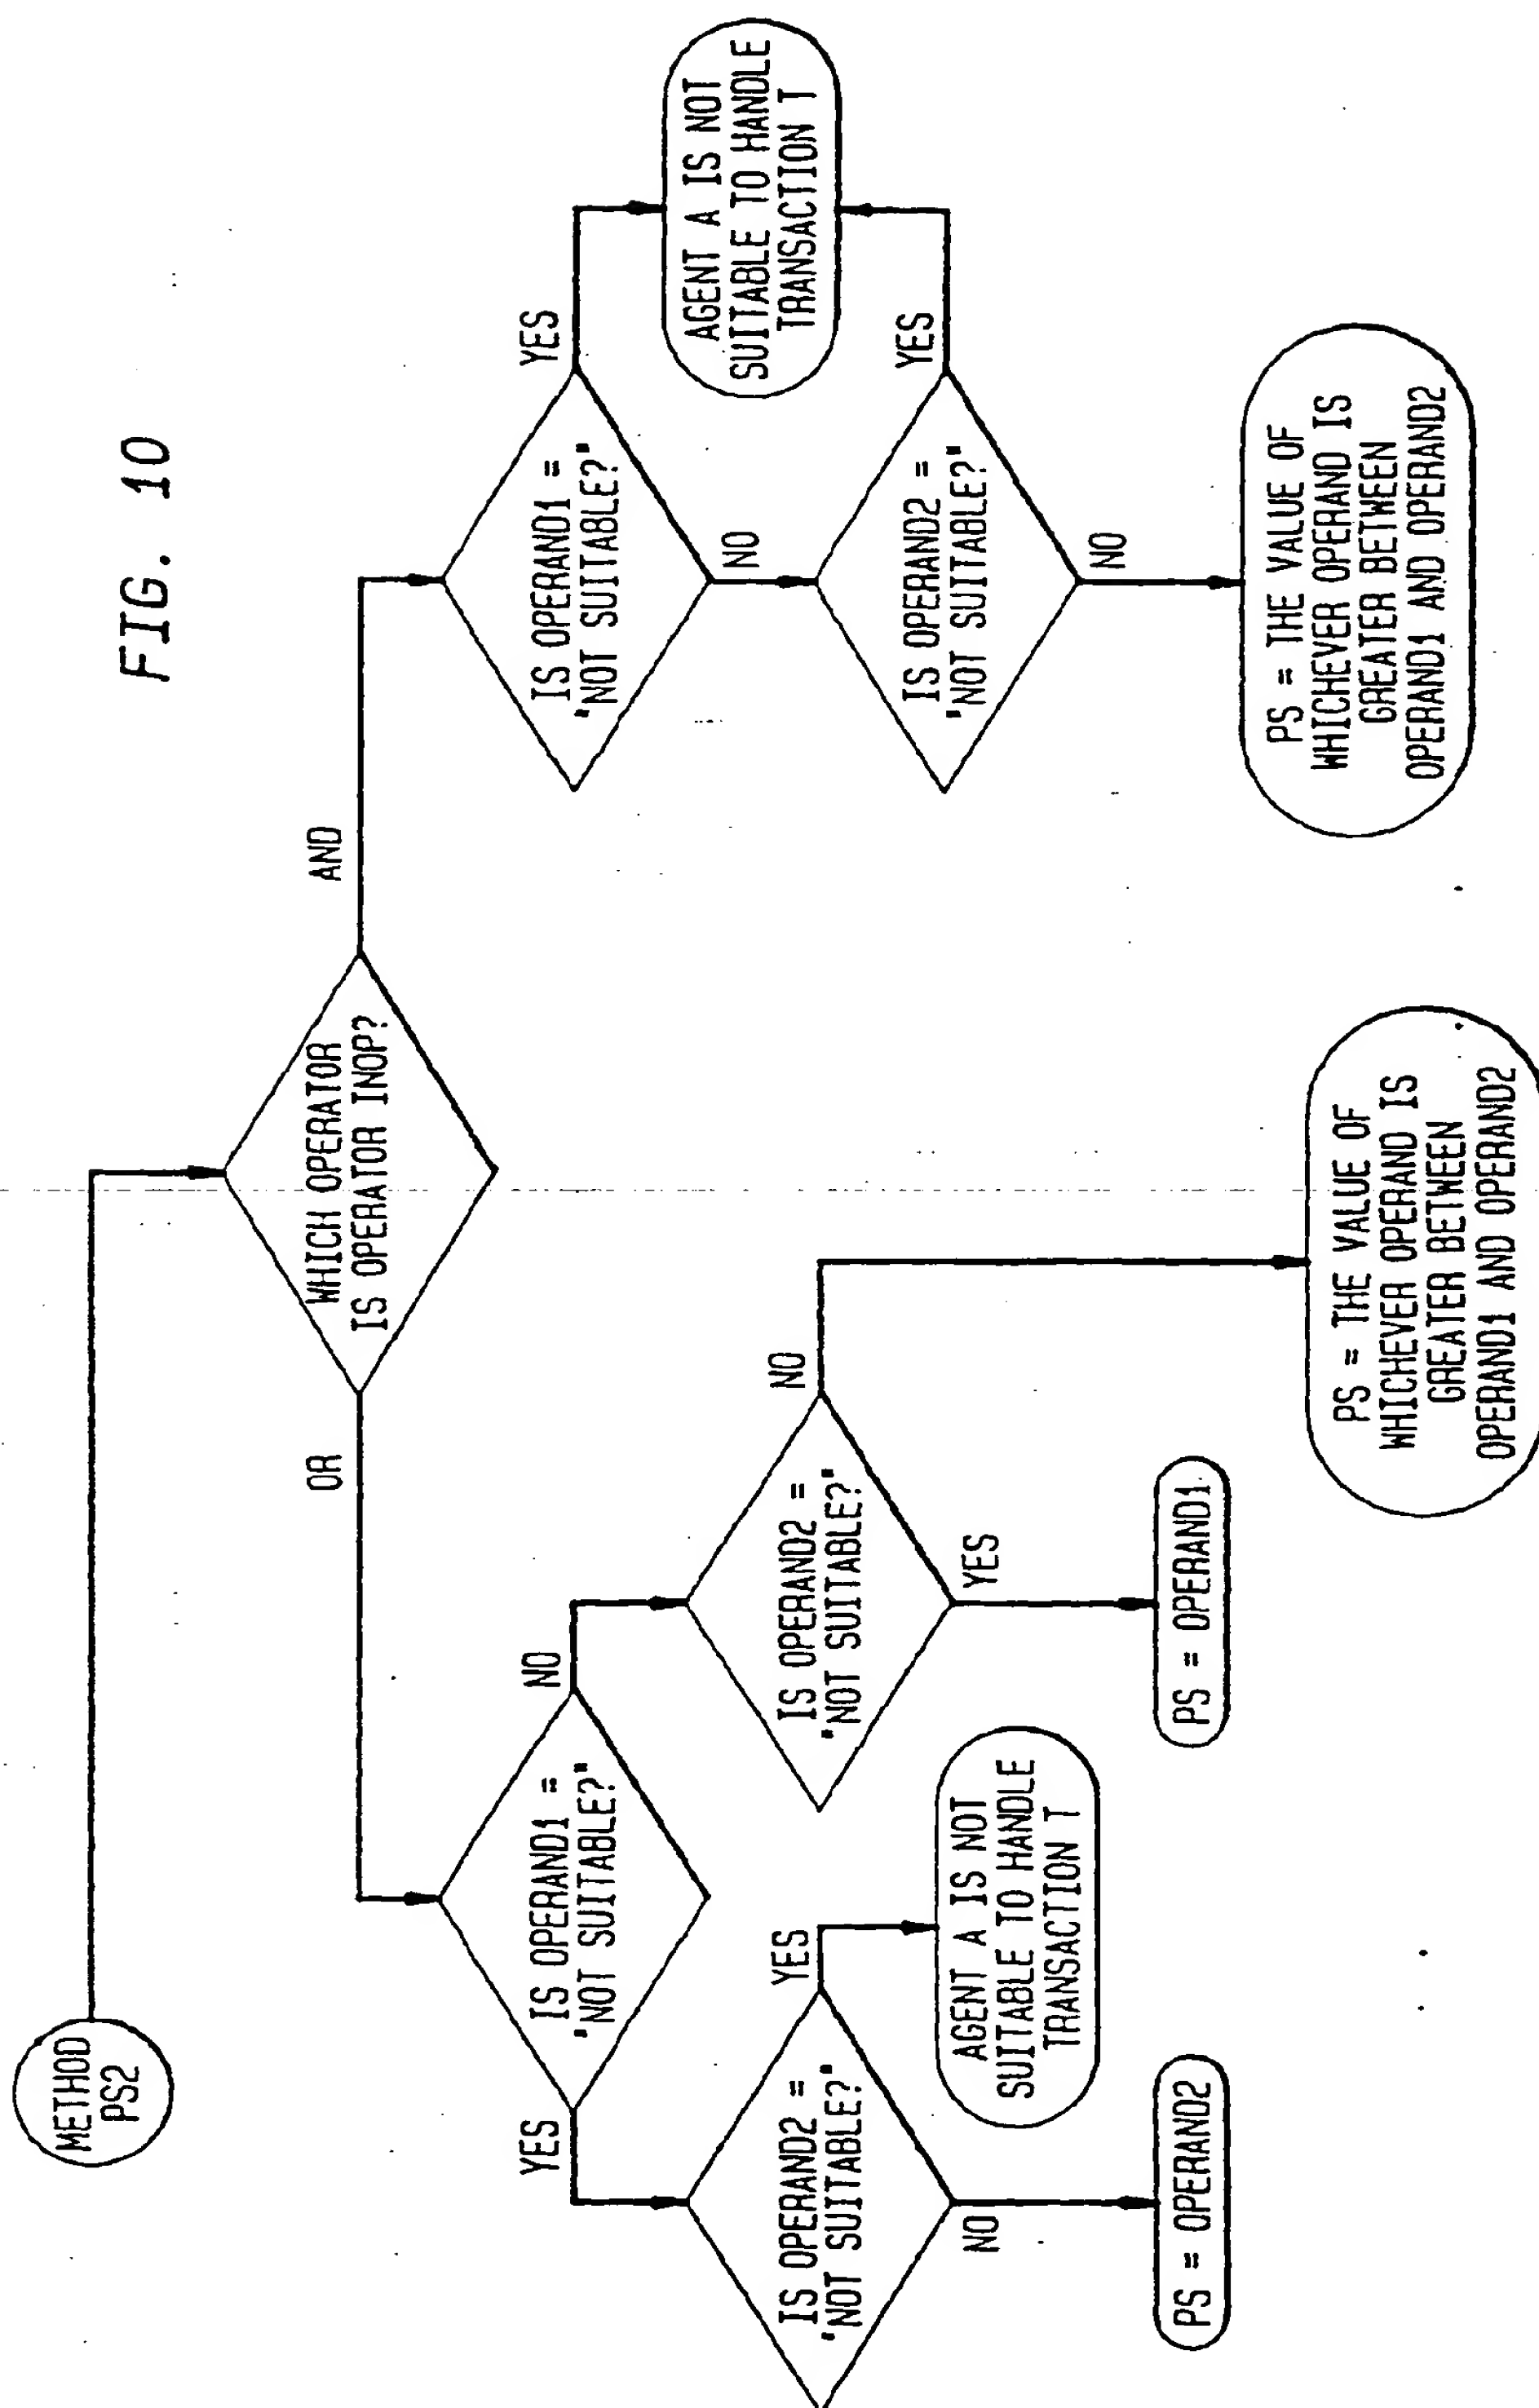 FIG. 10
METHOD
PS2
WHICH OPERATOR
IS OPERATOR INOP?
OR
AND
IS OPERAND1 =
"NOT SUITABLE?"
YES
NO
IS OPERAND2 =
"NOT SUITABLE?"
YES
NO
AGENT A IS NOT
SUITABLE TO HANDLE
TRANSACTION T
PS = OPERAND2
IS OPERAND2 =
"NOT SUITABLE?"
NO
YES
PS = OPERAND1
PS = THE VALUE OF
WHICHEVER OPERAND IS
GREATER BETWEEN
OPERAND1 AND OPERAND2
IS OPERAND1 =
"NOT SUITABLE?"
YES
NO
AGENT A IS NOT
SUITABLE TO HANDLE
TRANSACTION T
IS OPERAND2 =
"NOT SUITABLE?"
YES
NO
PS = THE VALUE OF
WHICHEVER OPERAND IS
GREATER BETWEEN
OPERAND1 AND OPERAND2